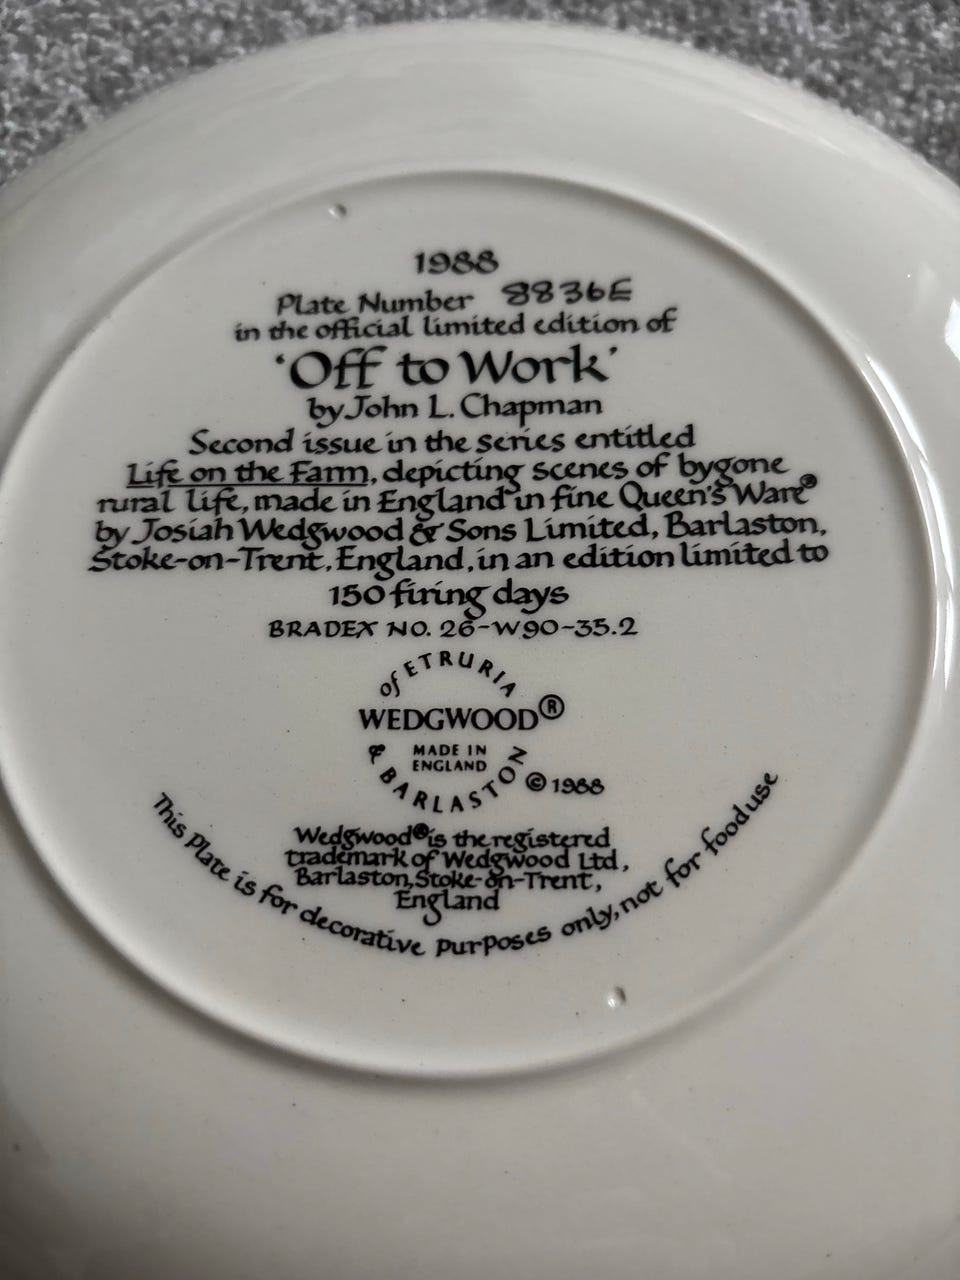 1988
Plate Number 8836E
in the official limited edition of
'Off to Work'
by John L. Chapman
Second issue in the series entitled
Life on the Farm, depicting scenes of bygone
rural life, made in England in fine Queen's Ware®
by Josiah Wedgwood & Sons Limited, Barlaston,
Stoke-on-Trent, England, in an edition limited to
150 firing days
BRADEX NO. 26-W90-35.2
of ETRURIA
WEDGWOOD®
MADE IN
ENGLAND
& BARLASTON
© 1988
Wedgwood® is the registered
trademark of Wedgwood Ltd,
Barlaston, Stoke-on-Trent,
England
This Plate is for decorative purposes only, not for food use